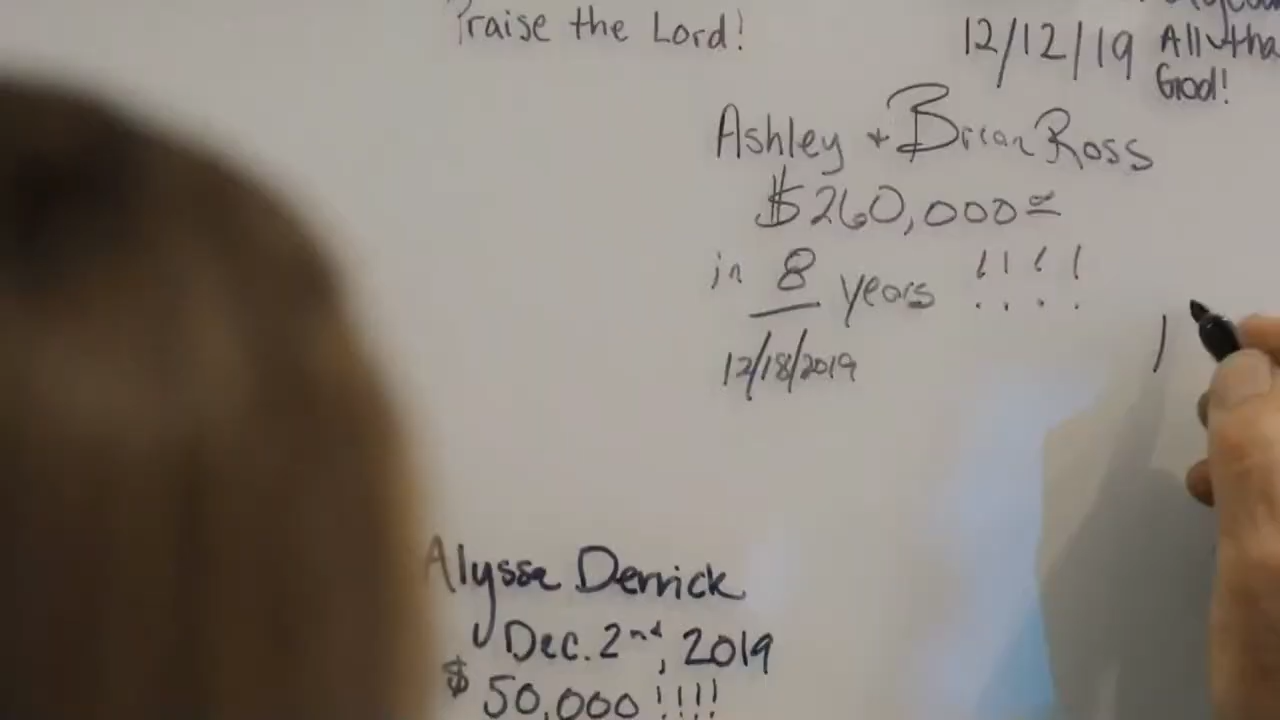 Praise the Lord!
12/12/19
God!
Ashley + Brian Ross
$260,000
in 8 years !!!!
12/18/2019
Alyssa Derrick
Dec. 2nd, 2019
$50,000 !!!!